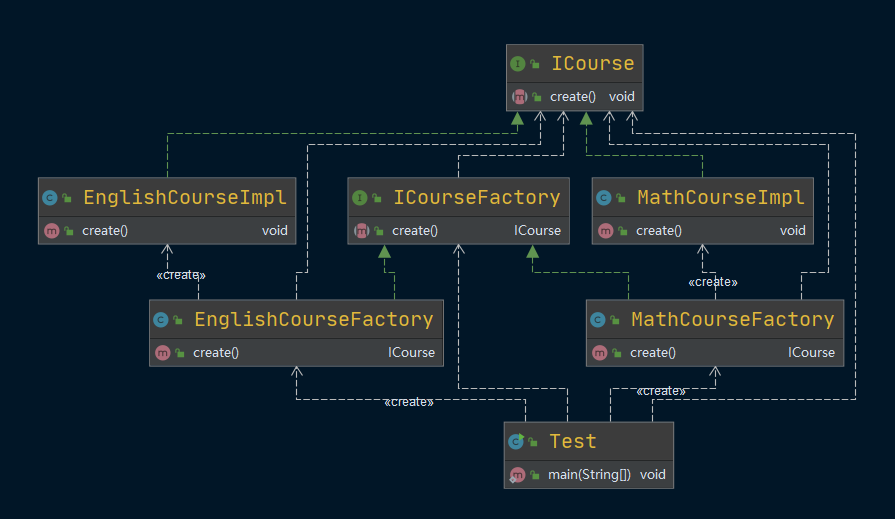 ICourse
create() void
EnglishCourseImpl
create() void
ICourseFactory
create() ICourse
MathCourseImpl
create() void
«create»
«create»
EnglishCourseFactory
create() ICourse
MathCourseFactory
create() ICourse
«create»
«create»
Test
main(String[]) void